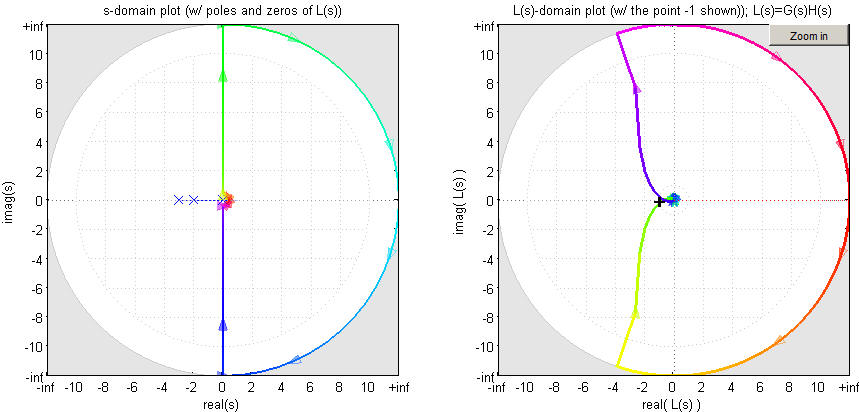 s-domain plot (w/ poles and zeros of L(s))
+inf
10
8
6
4
2
0
-2
-4
-6
-8
-10
-inf
-inf -10 -8 -6 -4 -2 0 2 4 6 8 10 +inf
imag(s)
real(s)
L(s)-domain plot (w/ the point -1 shown)); L(s)=G(s)H(s)
Zoom in
+inf
10
8
6
4
2
0
-2
-4
-6
-8
-10
-inf
-inf -10 -8 -6 -4 -2 0 2 4 6 8 10 +inf
imag( L(s) )
real( L(s) )